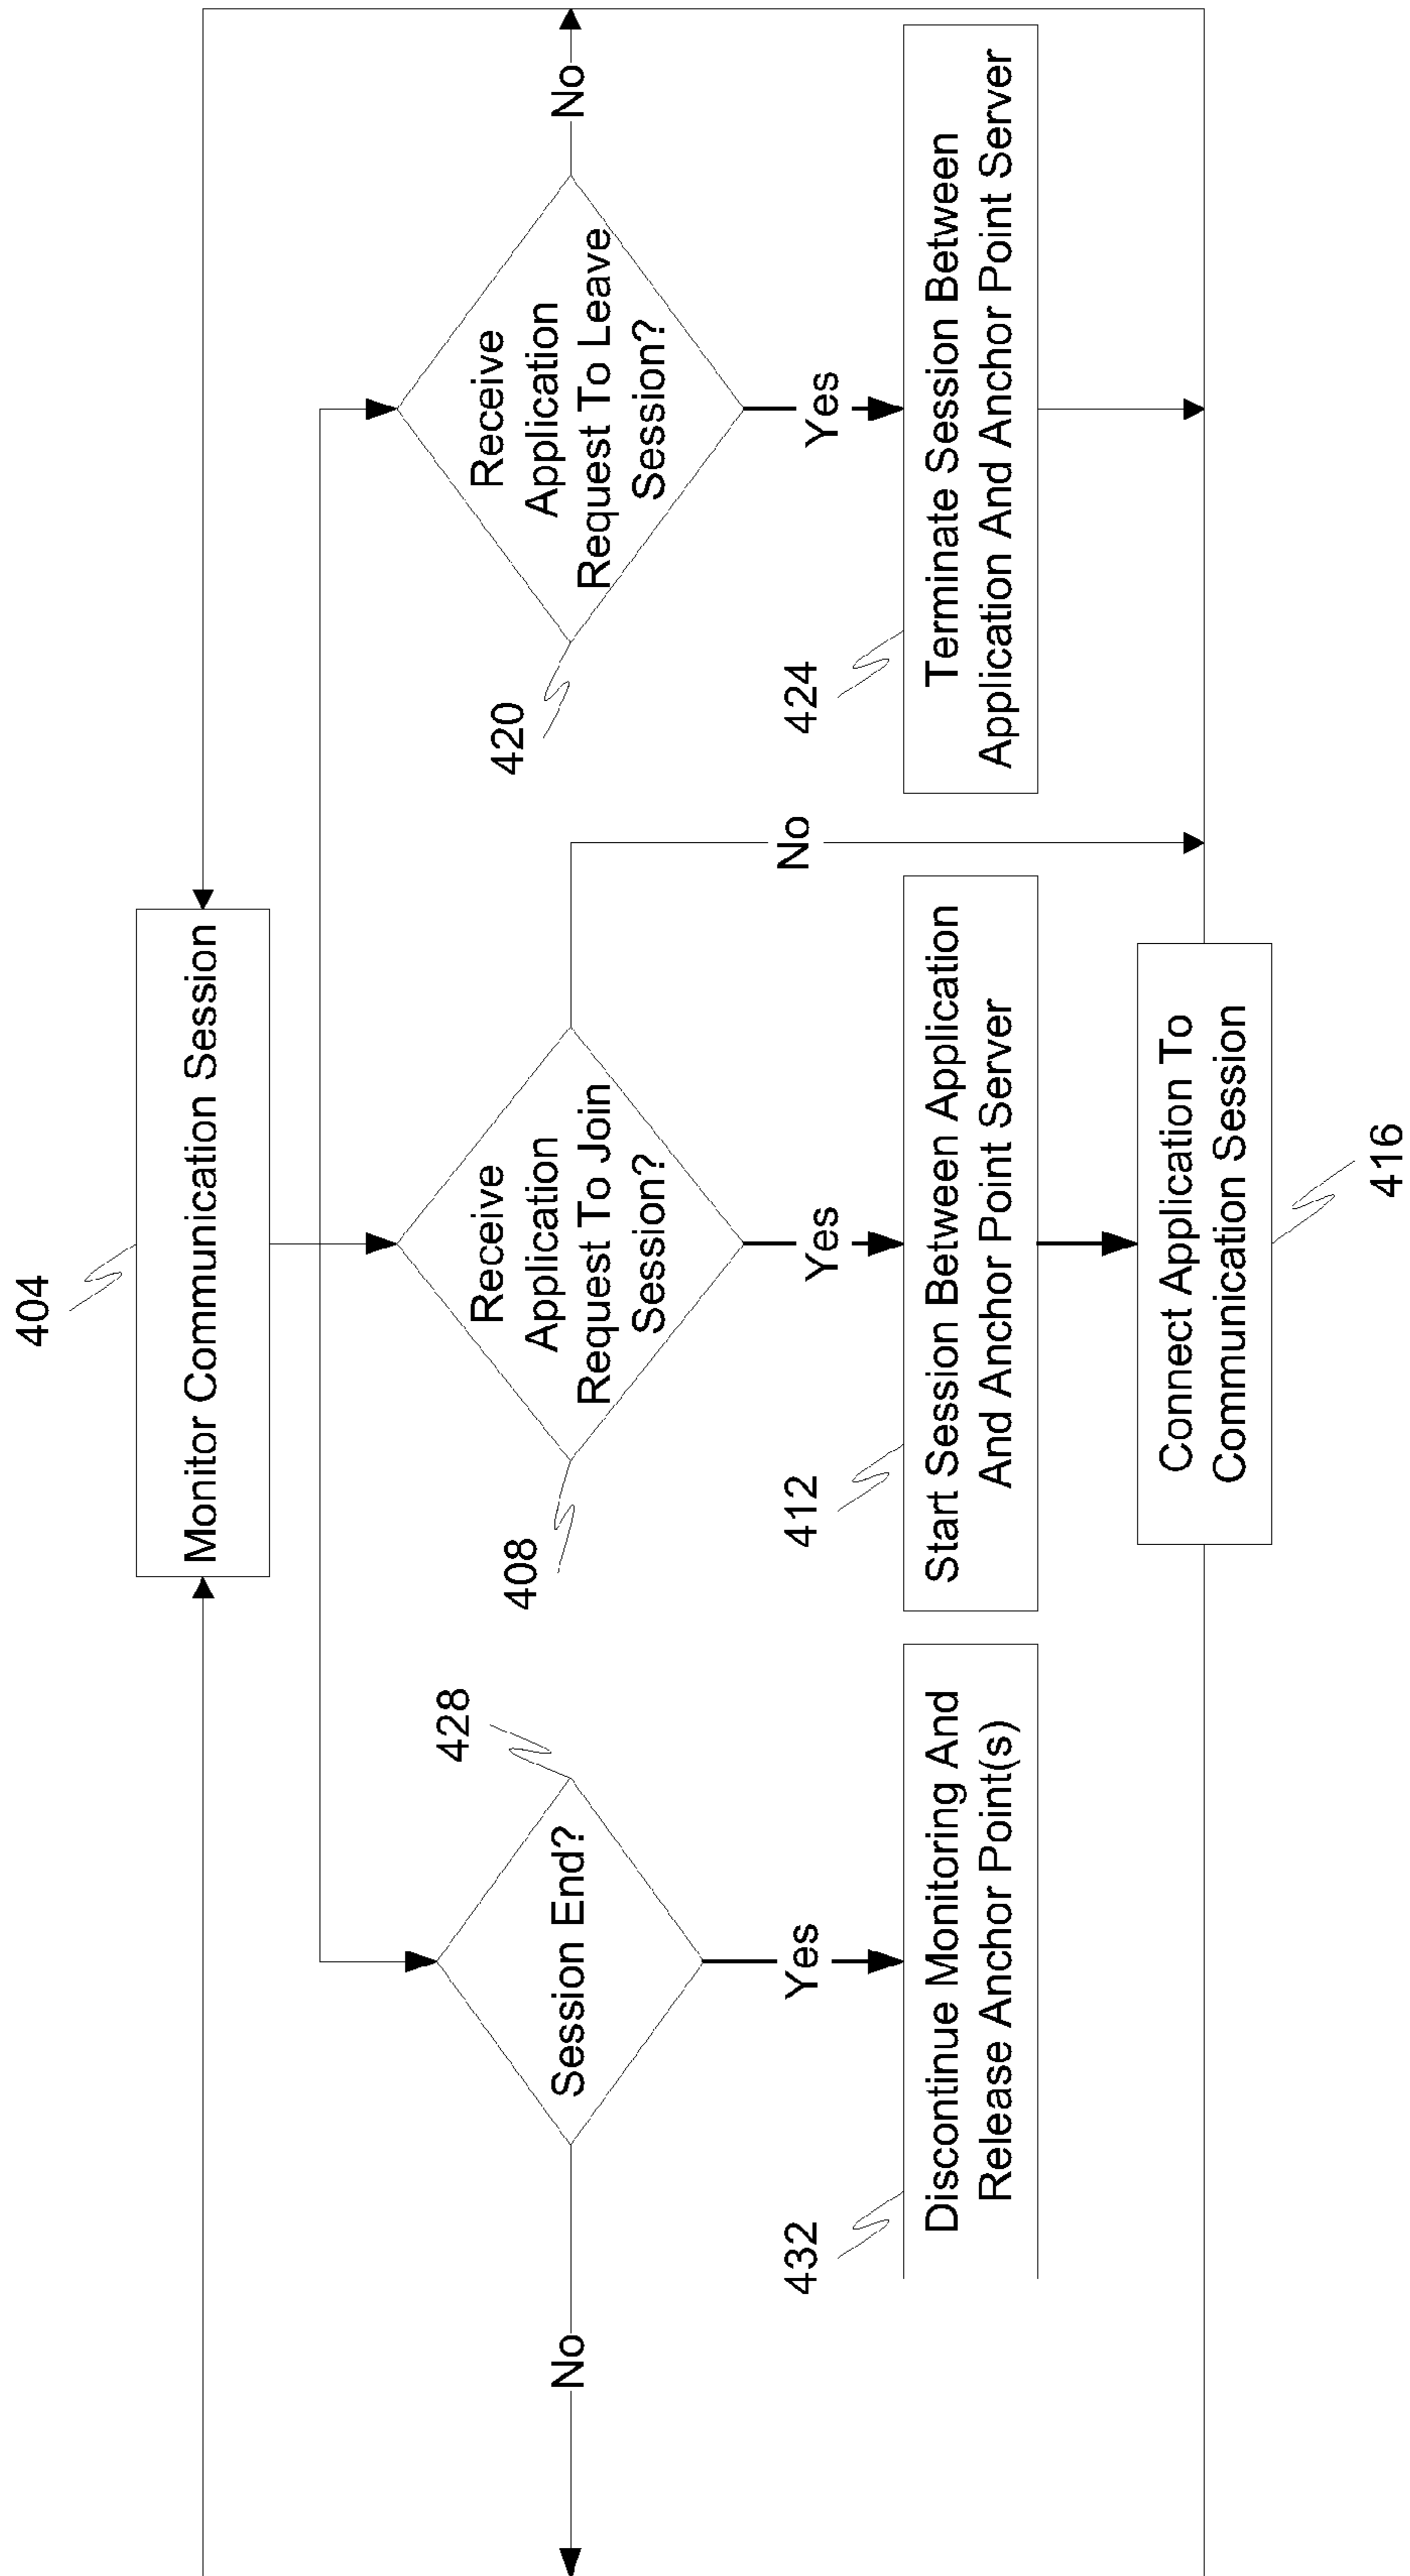 404
Monitor Communication Session
428
Session End?
No
Yes
432
Discontinue Monitoring And
Release Anchor Point(s)
408
Receive
Application
Request To Join
Session?
No
Yes
412
Start Session Between Application
And Anchor Point Server
Connect Application To
Communication Session
416
420
Receive
Application
Request To Leave
Session?
No
Yes
424
Terminate Session Between
Application And Anchor Point Server